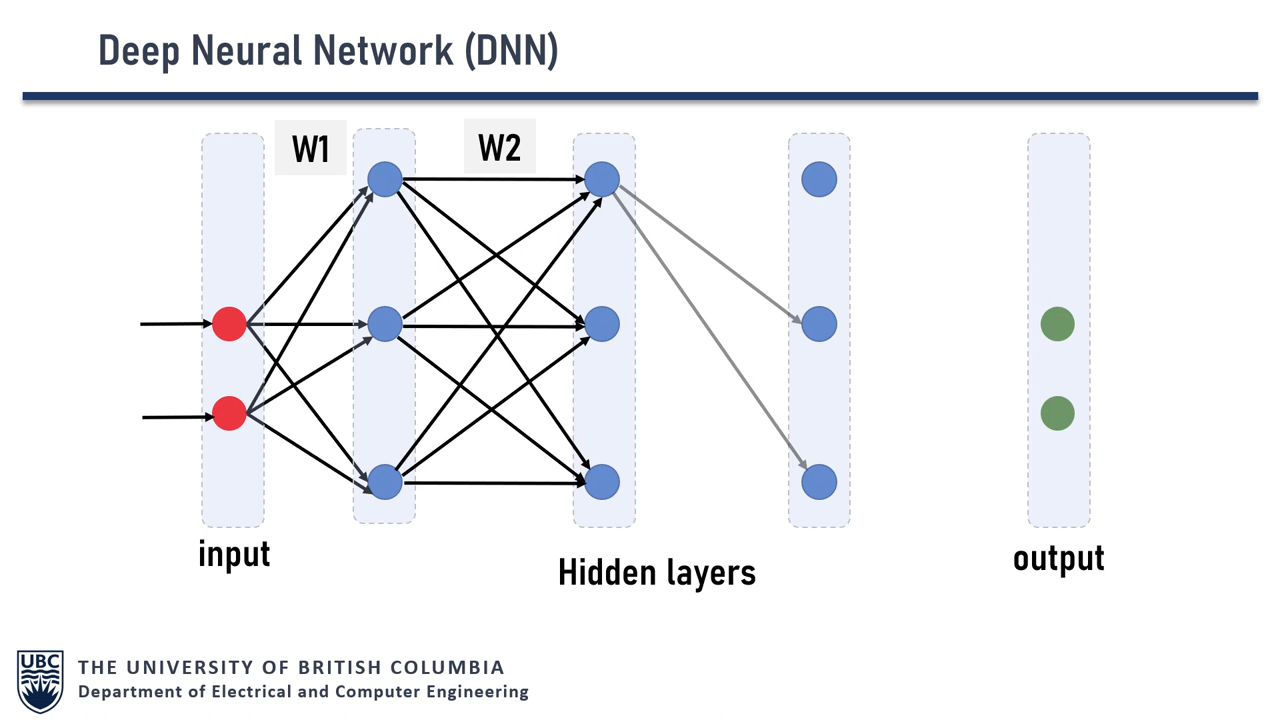 Deep Neural Network (DNN)
W1
W2
input
Hidden layers
output
UBC
THE UNIVERSITY OF BRITISH COLUMBIA
Department of Electrical and Computer Engineering